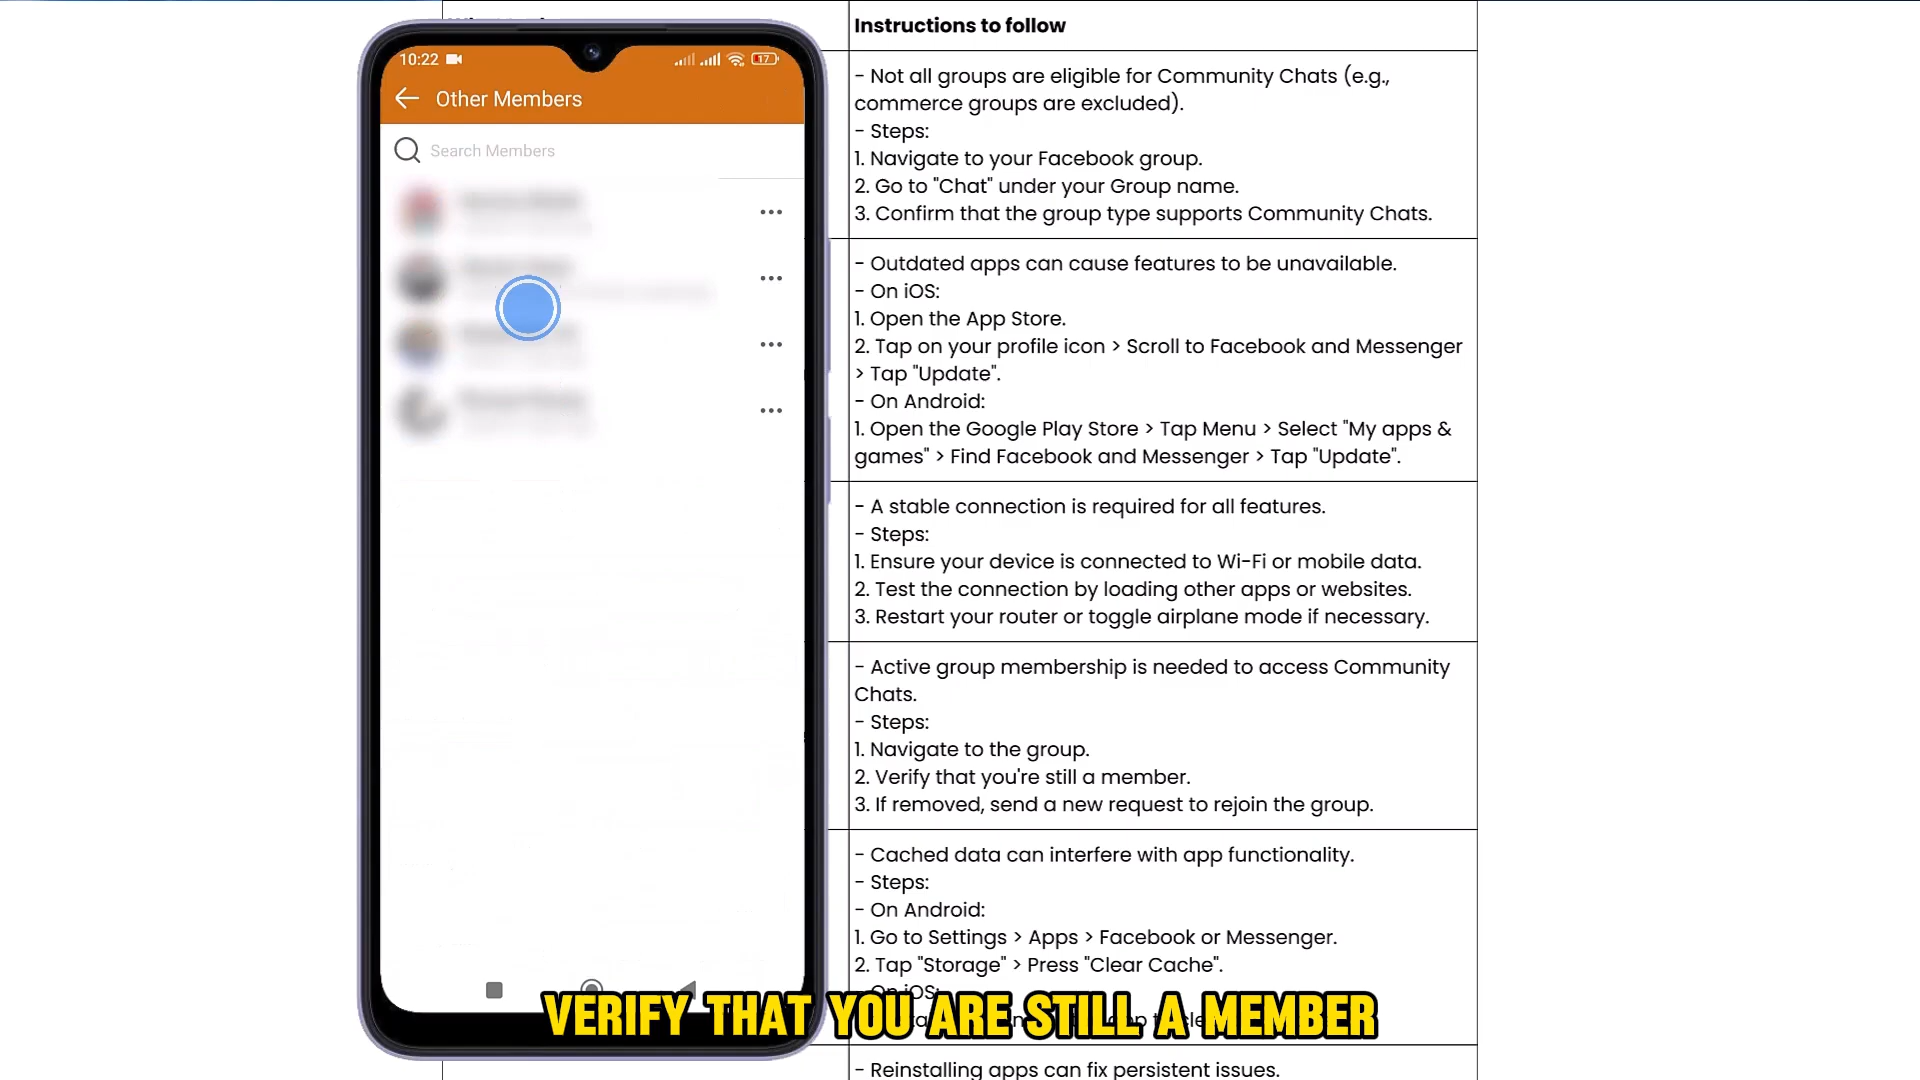 10:22
17
Other Members
Search Members
Instructions to follow
- Not all groups are eligible for Community Chats (e.g.,
commerce groups are excluded).
- Steps:
1. Navigate to your Facebook group.
2. Go to "Chat" under your Group name.
3. Confirm that the group type supports Community Chats.
- Outdated apps can cause features to be unavailable.
- On iOS:
1. Open the App Store.
2. Tap on your profile icon > Scroll to Facebook and Messenger
> Tap "Update".
- On Android:
1. Open the Google Play Store > Tap Menu > Select "My apps &
games" > Find Facebook and Messenger > Tap "Update".
- A stable connection is required for all features.
- Steps:
1. Ensure your device is connected to Wi-Fi or mobile data.
2. Test the connection by loading other apps or websites.
3. Restart your router or toggle airplane mode if necessary.
- Active group membership is needed to access Community
Chats.
- Steps:
1. Navigate to the group.
2. Verify that you're still a member.
3. If removed, send a new request to rejoin the group.
- Cached data can interfere with app functionality.
- Steps:
- On Android:
1. Go to Settings > Apps > Facebook or Messenger.
2. Tap "Storage" > Press "Clear Cache".
- On iOS:
VERIFY THAT YOU ARE STILL A MEMBER
- Reinstalling apps can fix persistent issues.